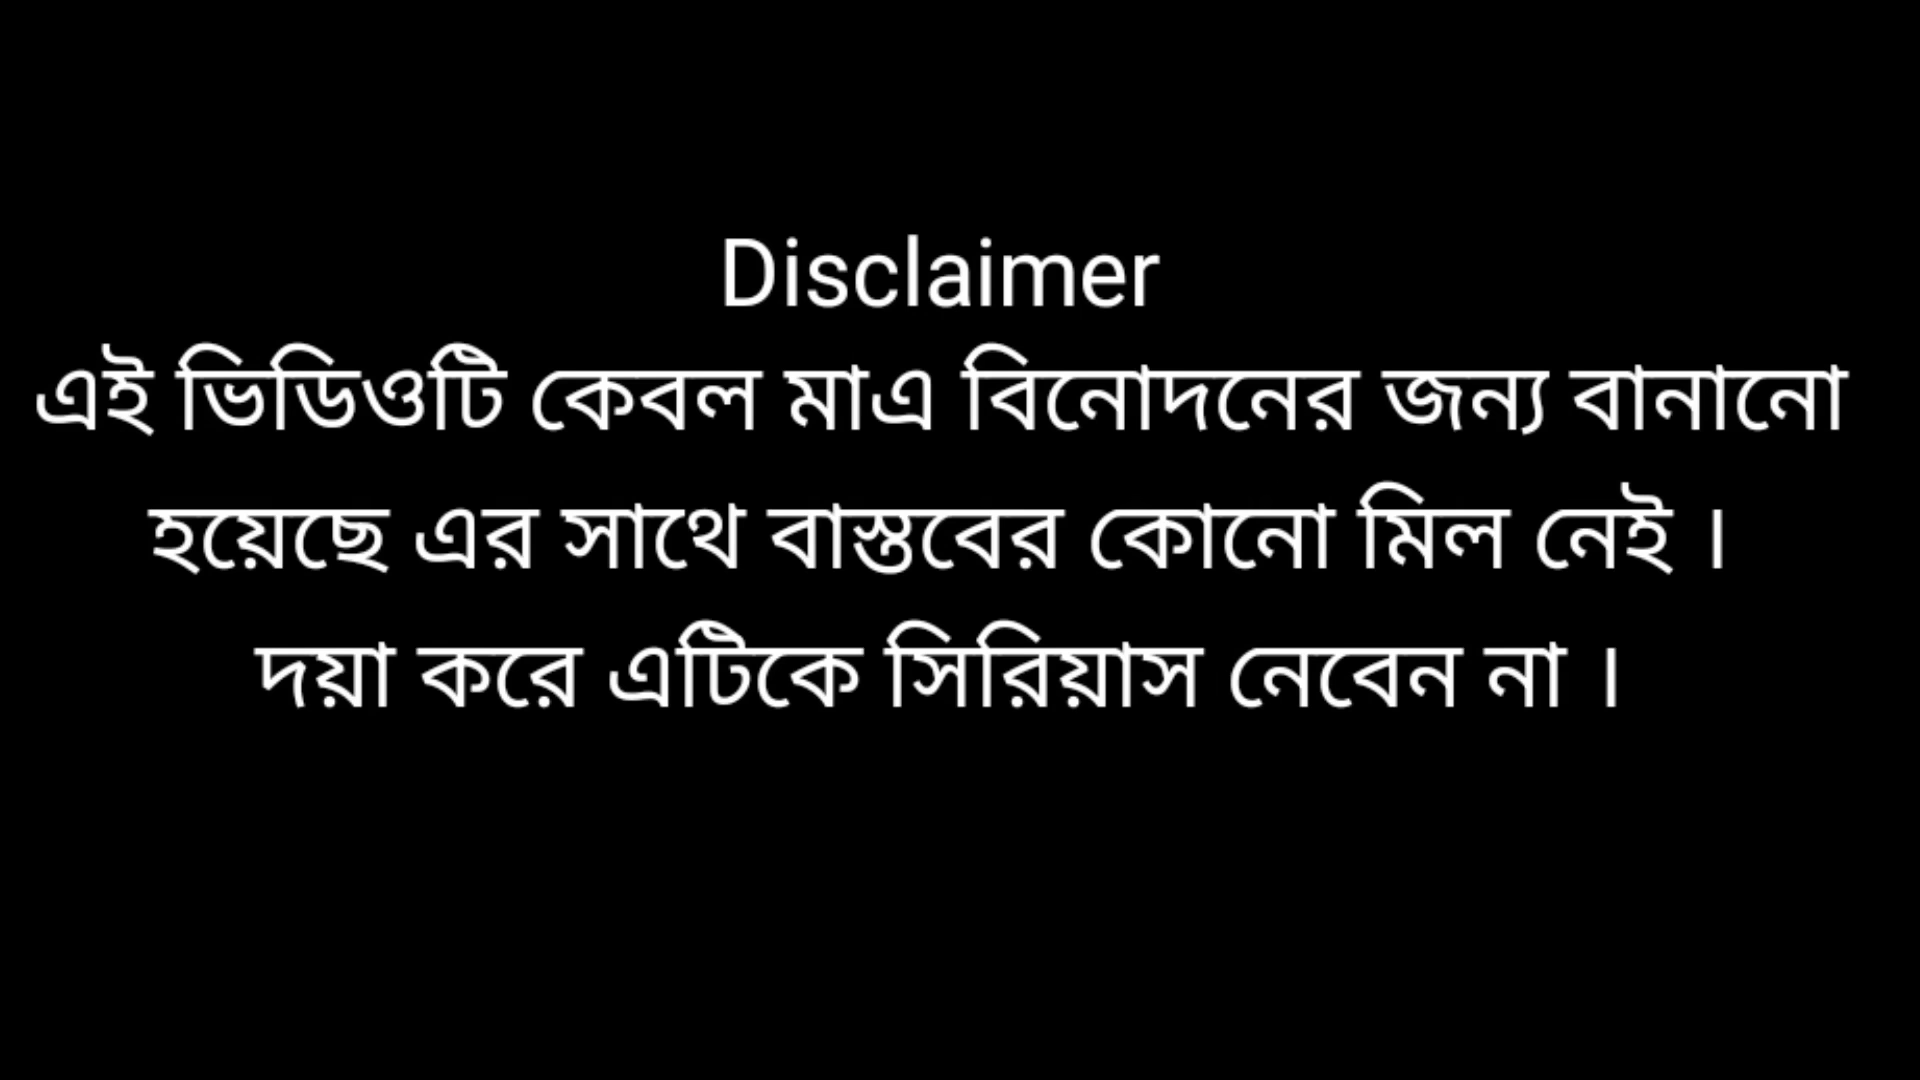 Disclaimer
এই ভিডিওটি কেবল মাএ বিনোদনের জন্য বানানো
হয়েছে এর সাথে বাস্তবের কোনো মিল নেই ।
দয়া করে এটিকে সিরিয়াস নেবেন না ।